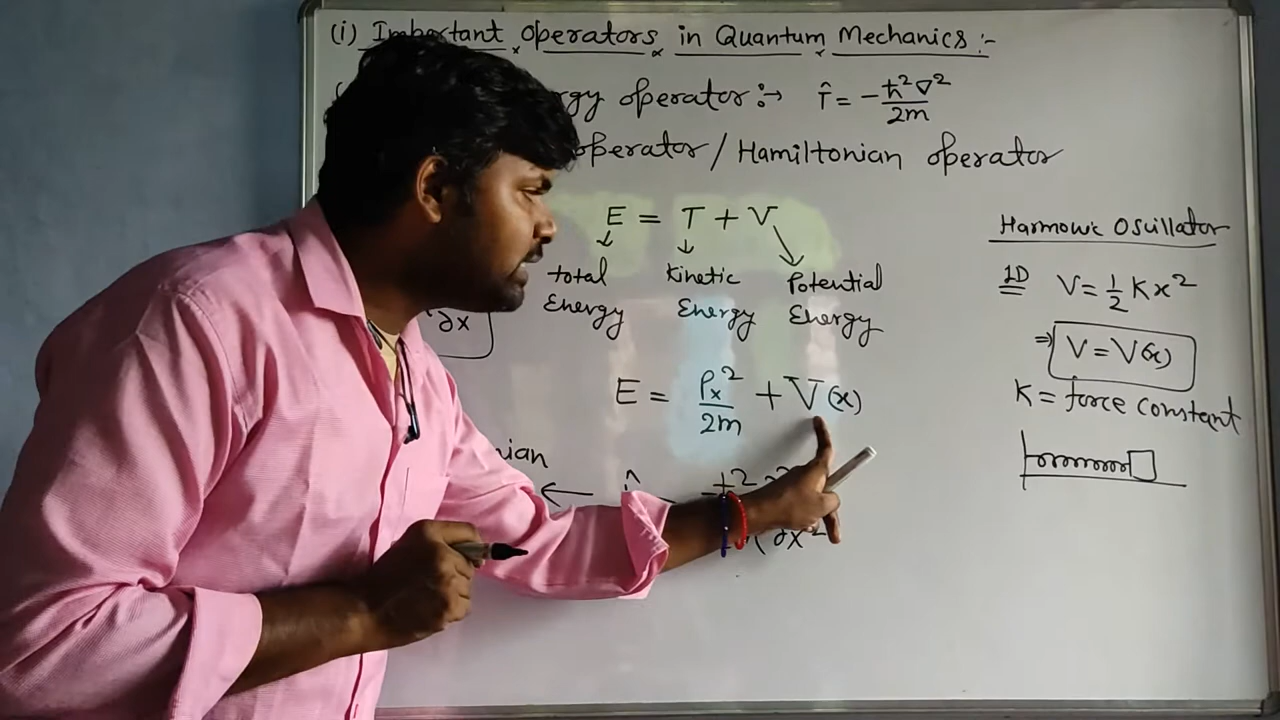 (i) Important operators in Quantum Mechanics :-
operator :→ T̂ = -ħ²∇²/2m
operator / Hamiltonian operator
E = T + V
total Energy
Kinetic Energy
Potential Energy
∂x
E = Px²/2m + V(x)
∂x²
Harmonic Oscillator
1D V = 1/2 Kx²
⇒ V = V(x)
K = force constant